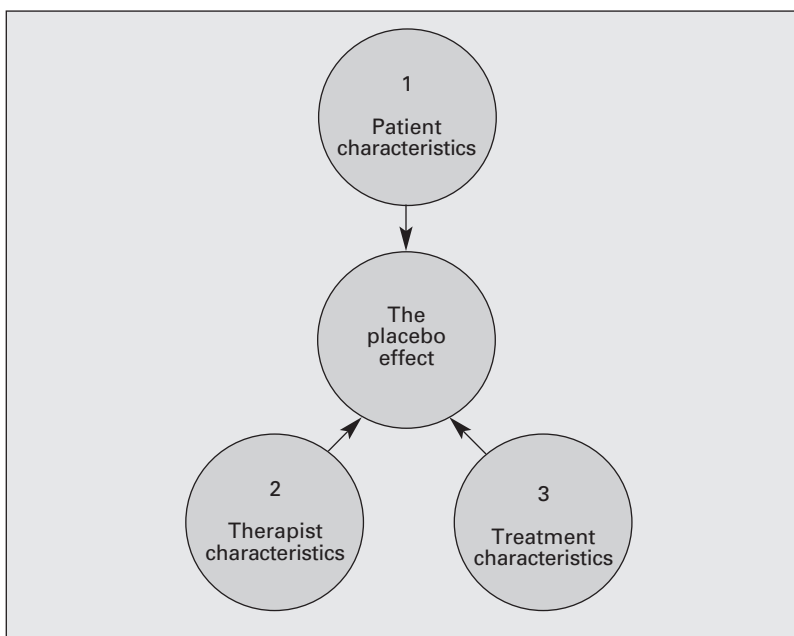 1
Patient
characteristics
The
placebo
effect
2
Therapist
characteristics
3
Treatment
characteristics